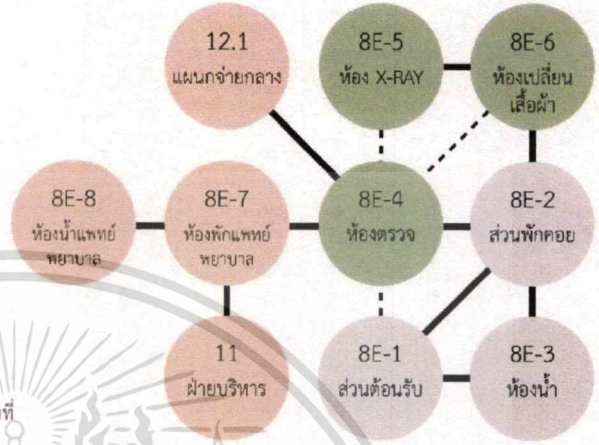 12.1
แผนกจ่ายกลาง
8E-5
ห้อง X-RAY
8E-6
ห้องเปลี่ยน
เสื้อผ้า
8E-8
ห้องน้ำแพทย์
พยาบาล
8E-7
ห้องพักแพทย์
พยาบาล
8E-4
ห้องตรวจ
8E-2
ส่วนพักคอย
11
ฝ่ายบริหาร
8E-1
ส่วนต้อนรับ
8E-3
ห้องน้ำ